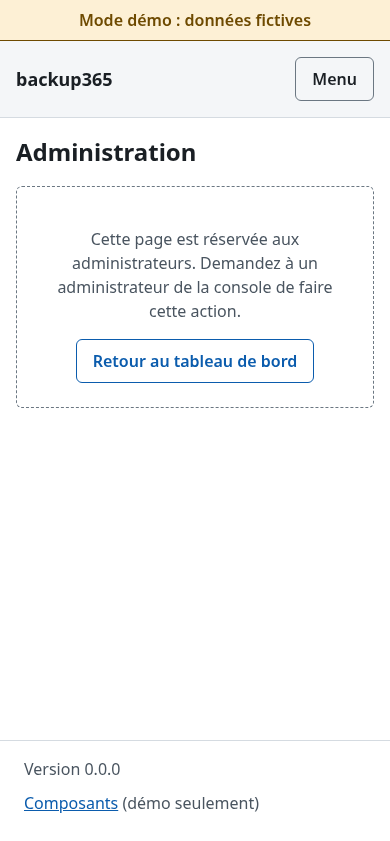 Mode démo : données fictives
backup365
Menu
Administration
Cette page est réservée aux
administrateurs. Demandez à un
administrateur de la console de faire
cette action.
Retour au tableau de bord
Version 0.0.0
Composants (démo seulement)